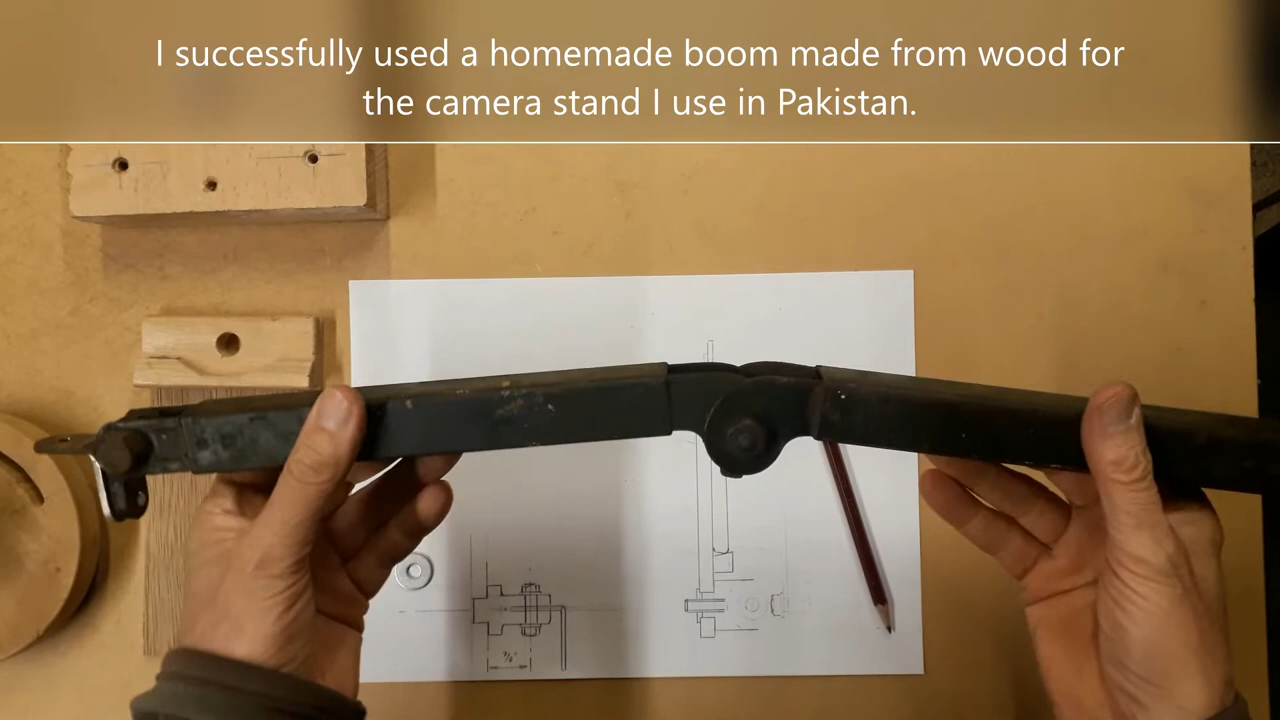 I successfully used a homemade boom made from wood for
the camera stand I use in Pakistan.